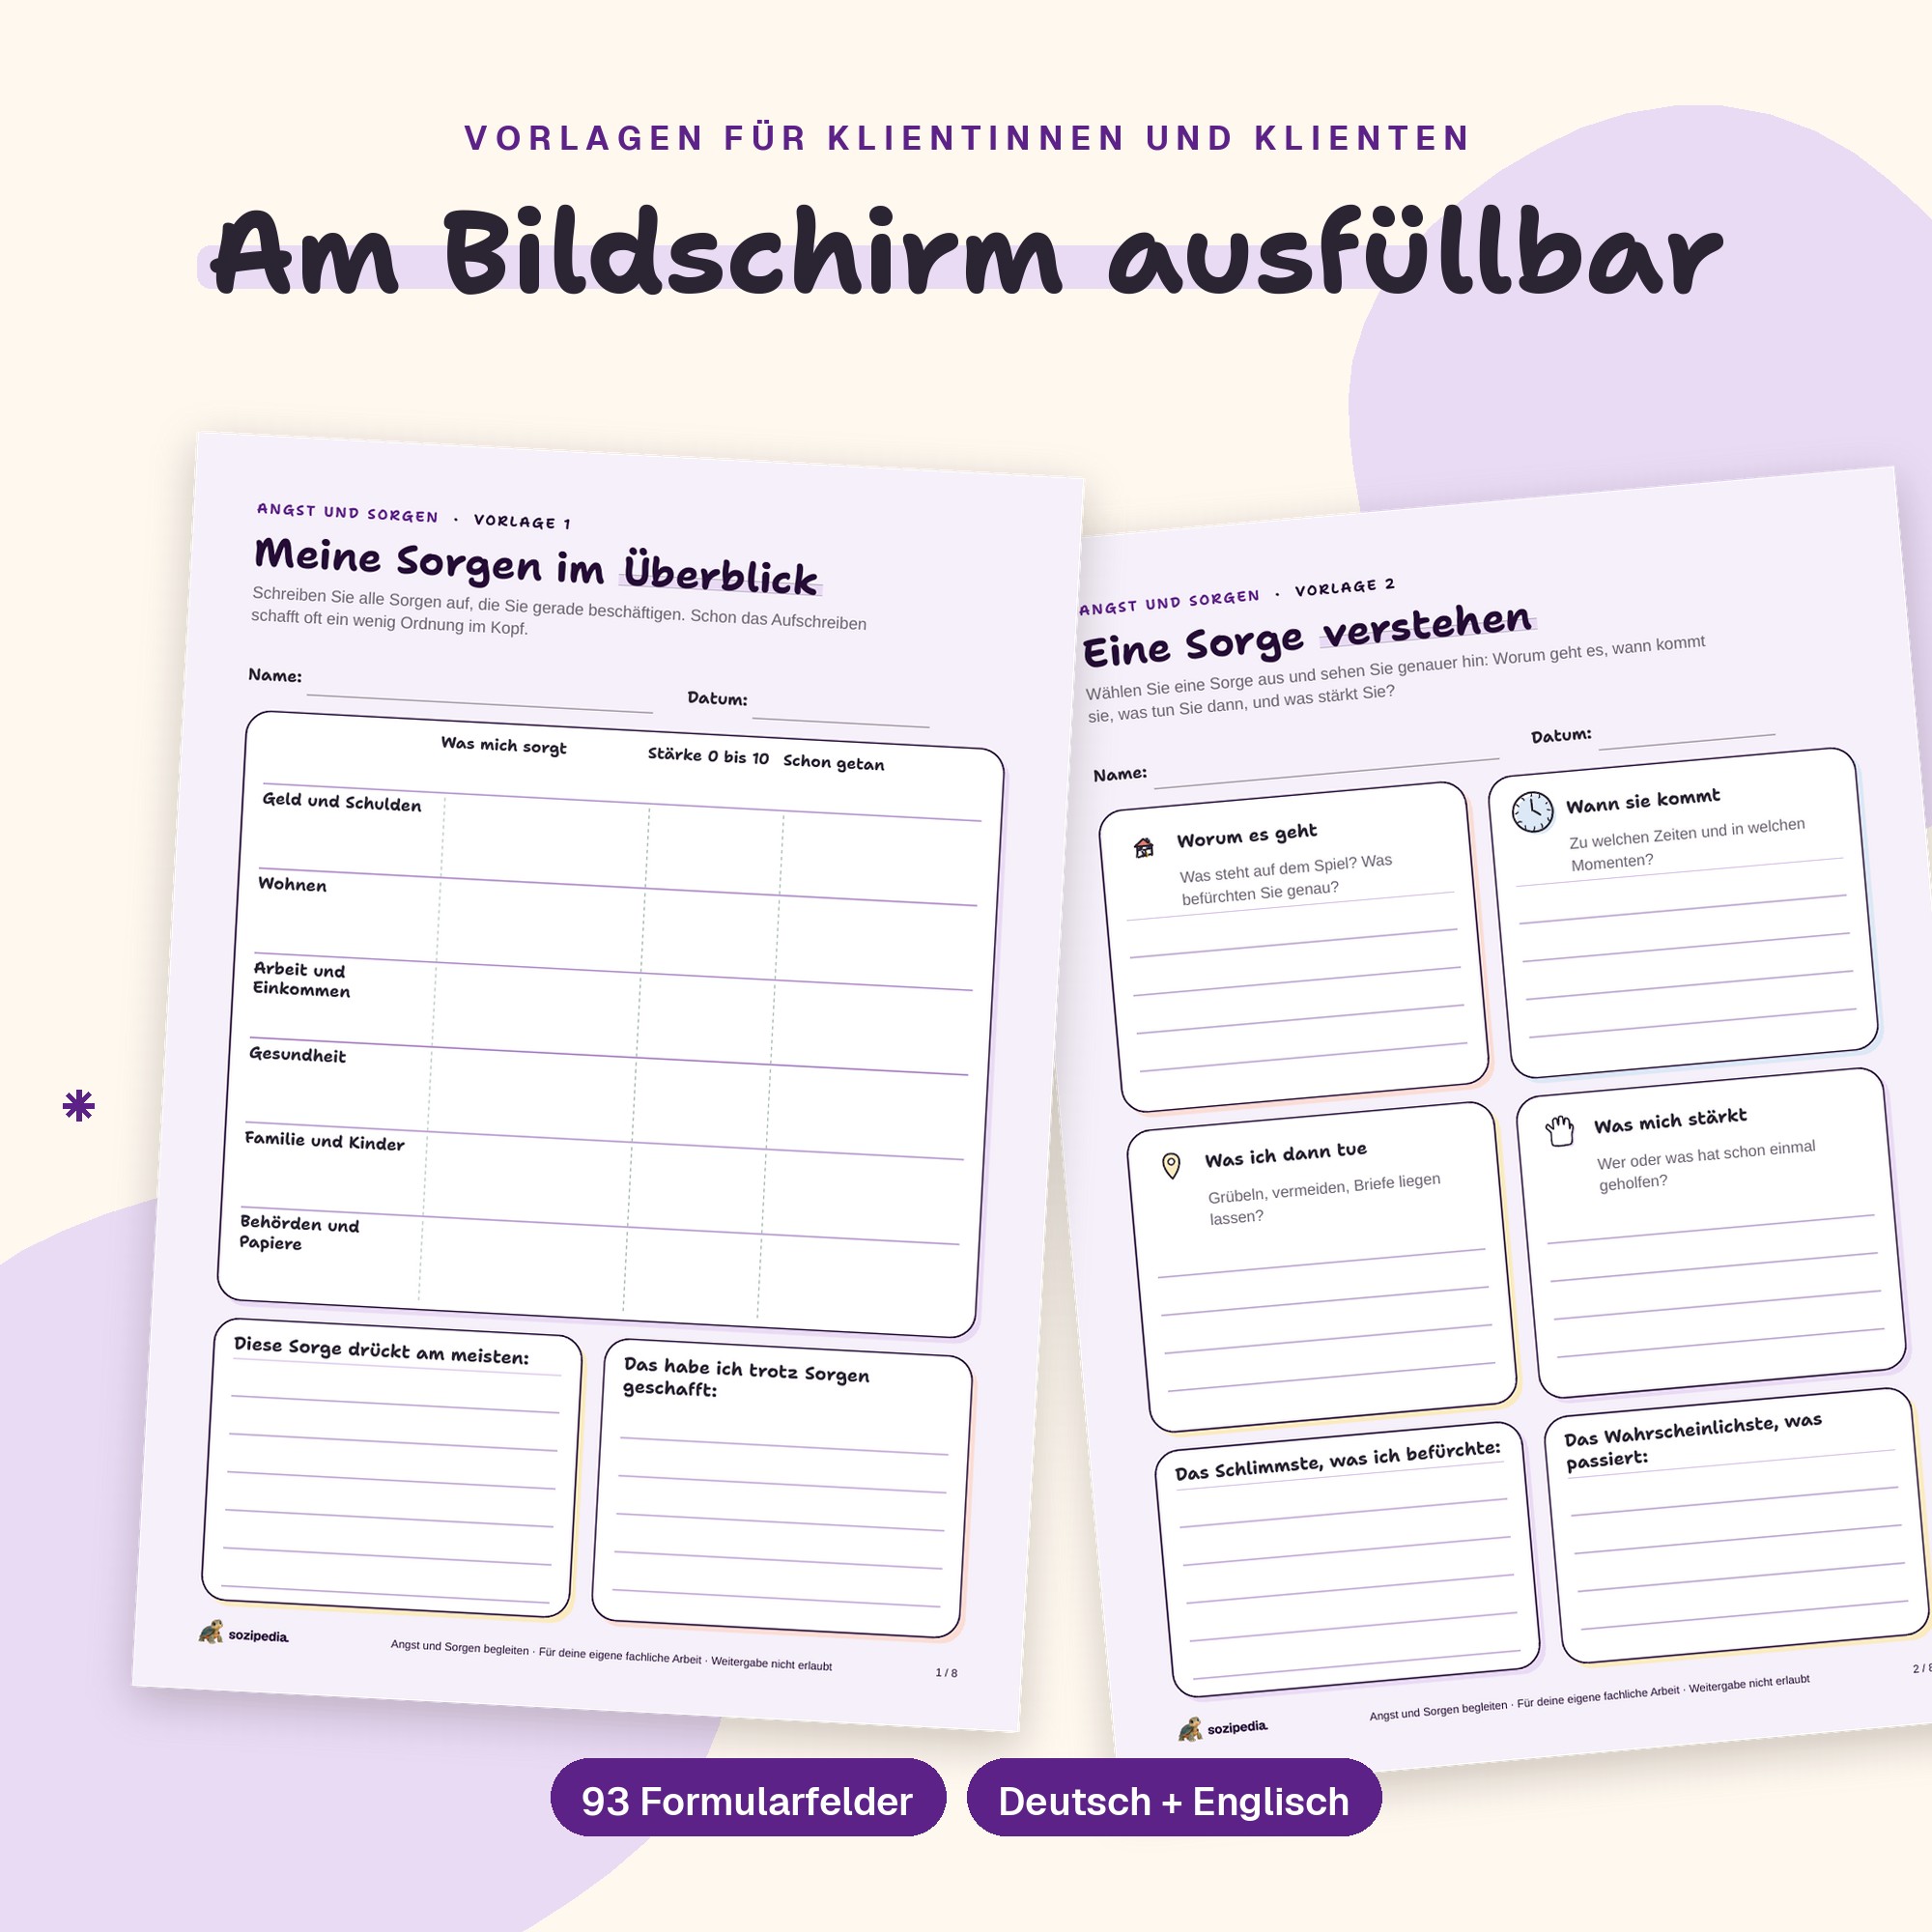 VORLAGEN FÜR KLIENTINNEN UND KLIENTEN
Am Bildschirm ausfüllbar
ANGST UND SORGEN · VORLAGE 1
Meine Sorgen im Überblick
Schreiben Sie alle Sorgen auf, die Sie gerade beschäftigen. Schon das Aufschreiben
schafft oft ein wenig Ordnung im Kopf.
Name:
Datum:
Was mich sorgt
Stärke 0 bis 10
Schon getan
Geld und Schulden
Wohnen
Arbeit und
Einkommen
Gesundheit
Familie und Kinder
Behörden und
Papiere
Diese Sorge drückt am meisten:
Das habe ich trotz Sorgen
geschafft:
sozipedia.
Angst und Sorgen begleiten · Für deine eigene fachliche Arbeit · Weitergabe nicht erlaubt
1 / 8
ANGST UND SORGEN · VORLAGE 2
Eine Sorge verstehen
Wählen Sie eine Sorge aus und sehen Sie genauer hin: Worum geht es, wann kommt
sie, was tun Sie dann, und was stärkt Sie?
Name:
Datum:
Worum es geht
Was steht auf dem Spiel? Was
befürchten Sie genau?
Wann sie kommt
Zu welchen Zeiten und in welchen
Momenten?
Was ich dann tue
Grübeln, vermeiden, Briefe liegen
lassen?
Was mich stärkt
Wer oder was hat schon einmal
geholfen?
Das Schlimmste, was ich befürchte:
Das Wahrscheinlichste, was
passiert:
sozipedia.
Angst und Sorgen begleiten · Für deine eigene fachliche Arbeit · Weitergabe nicht erlaubt
2 / 8
93 Formularfelder
Deutsch + Englisch